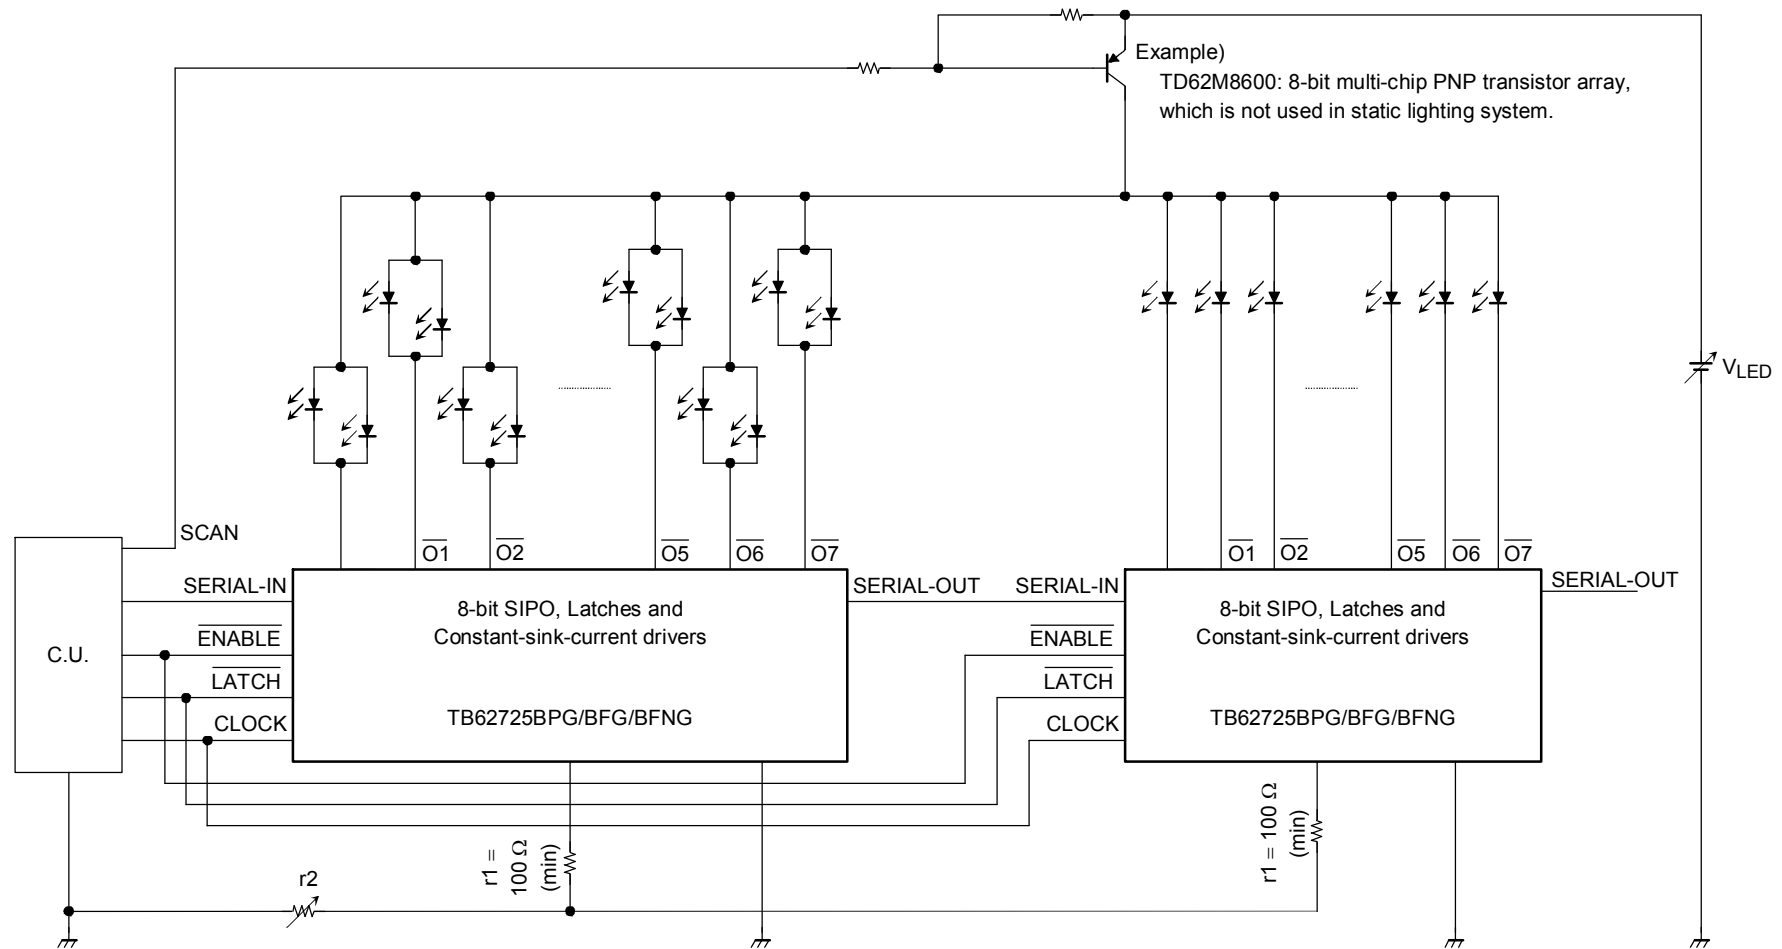 Example)
TD62M8600: 8-bit multi-chip PNP transistor array,
which is not used in static lighting system.
VLED
SCAN
O1 O2 O5 O6 O7
O1 O2 O5 O6 O7
SERIAL-IN
SERIAL-OUT
SERIAL-IN
SERIAL-OUT
C.U.
ENABLE
LATCH
CLOCK
8-bit SIPO, Latches and
Constant-sink-current drivers
TB62725BPG/BFG/BFNG
ENABLE
LATCH
CLOCK
8-bit SIPO, Latches and
Constant-sink-current drivers
TB62725BPG/BFG/BFNG
r1 =
100 Ω
(min)
r1 = 100 Ω
(min)
r2